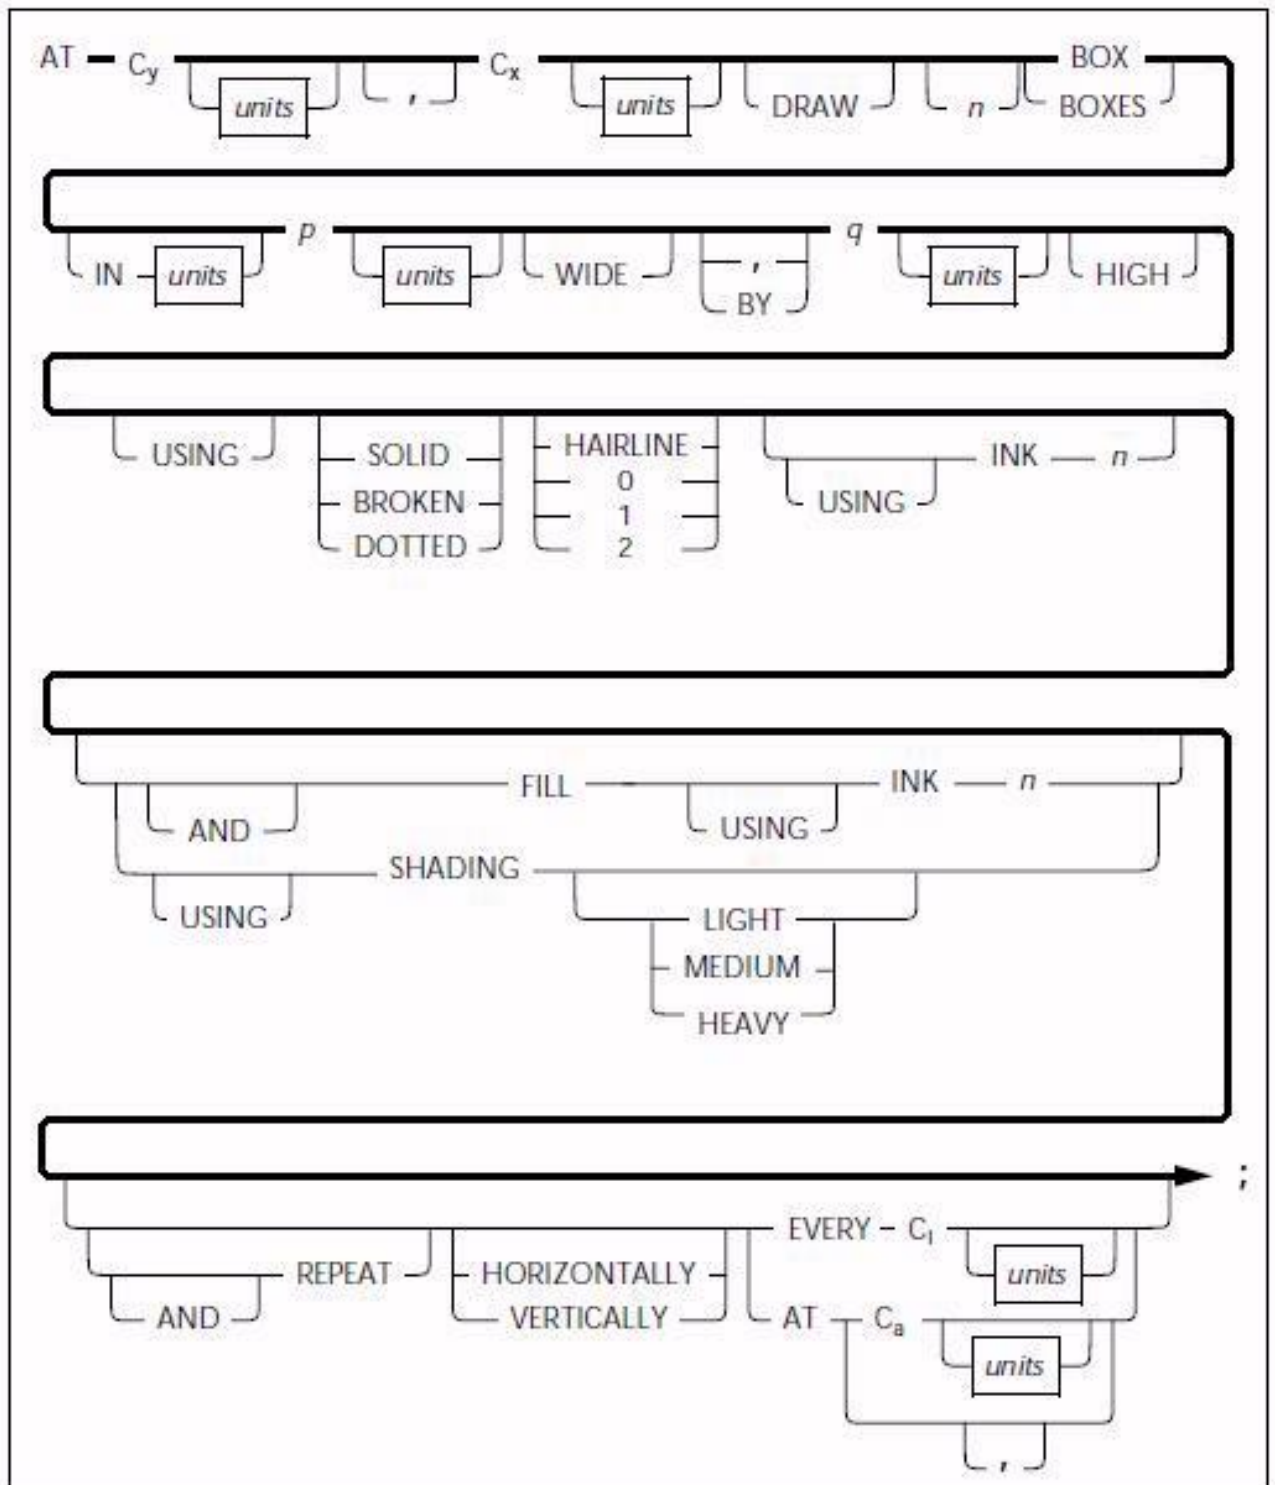 AT Cy Cx BOX
units , units DRAW n BOXES
p q
IN units units WIDE , units HIGH
BY
USING SOLID HAIRLINE INK n
BROKEN 0 USING
DOTTED 1
2
FILL INK n
AND USING
SHADING
USING LIGHT
MEDIUM
HEAVY
;
EVERY Ci
REPEAT HORIZONTALLY units
AND VERTICALLY AT Ca
units
,